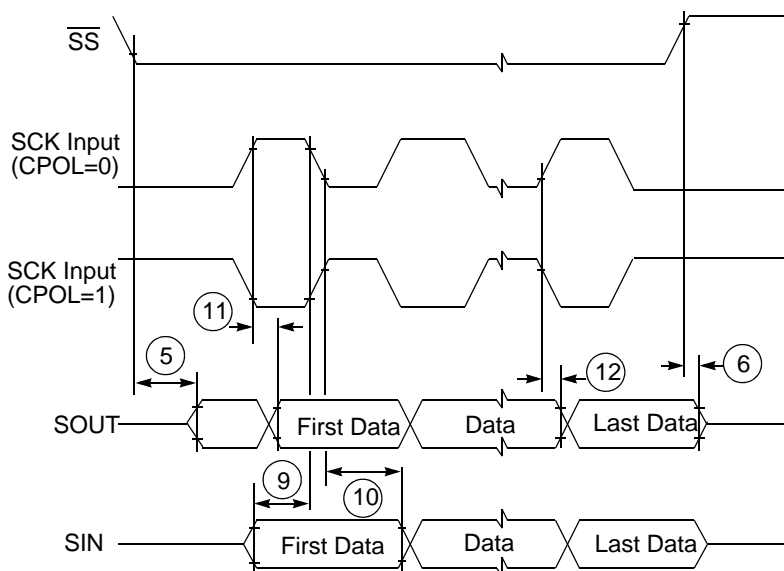 SS
SCK Input
(CPOL=0)
SCK Input
(CPOL=1)
11
5
12
6
SOUT
First Data
Data
Last Data
9
10
SIN
First Data
Data
Last Data